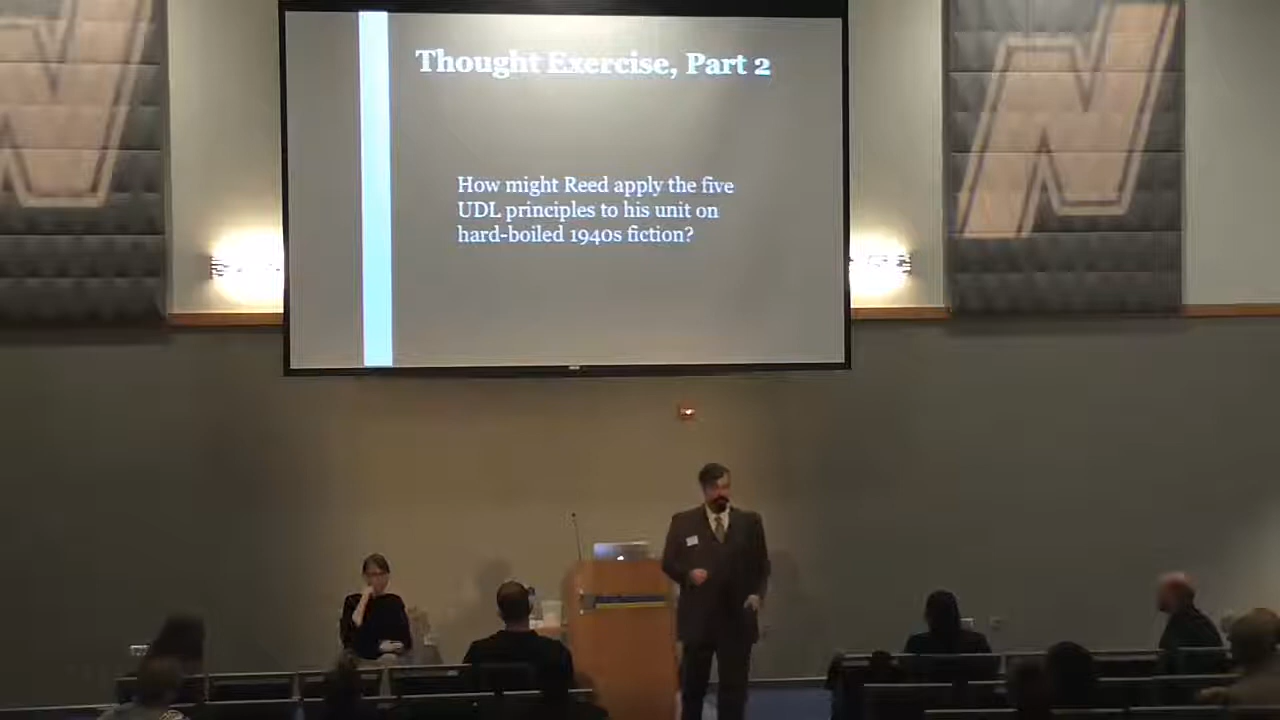 Thought Exercise, Part 2
How might Reed apply the five
UDL principles to his unit on
hard-boiled 1940s fiction?
N